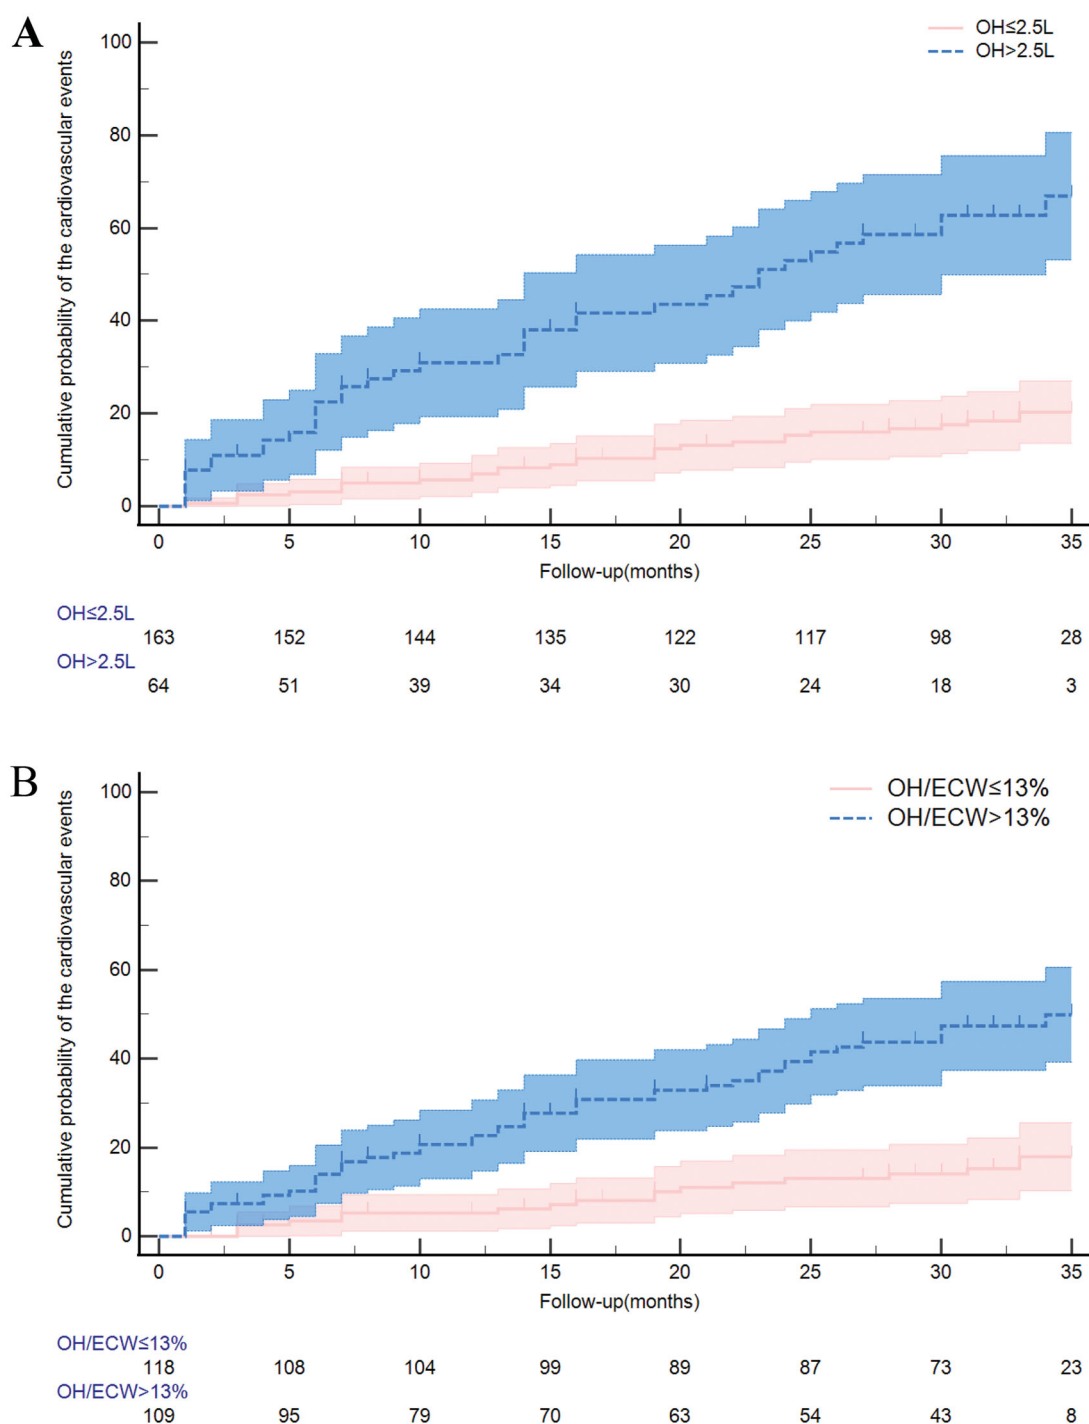 A
OH≤2.5L
OH>2.5L
Cumulative probability of the cardiovascular events
100
80
60
40
20
0
0 5 10 15 20 25 30 35
Follow-up(months)
OH≤2.5L
163 152 144 135 122 117 98 28
OH>2.5L
64 51 39 34 30 24 18 3
B
OH/ECW≤13%
OH/ECW>13%
Cumulative probability of the cardiovascular events
100
80
60
40
20
0
0 5 10 15 20 25 30 35
Follow-up(months)
OH/ECW≤13%
118 108 104 99 89 87 73 23
OH/ECW>13%
109 95 79 70 63 54 43 8